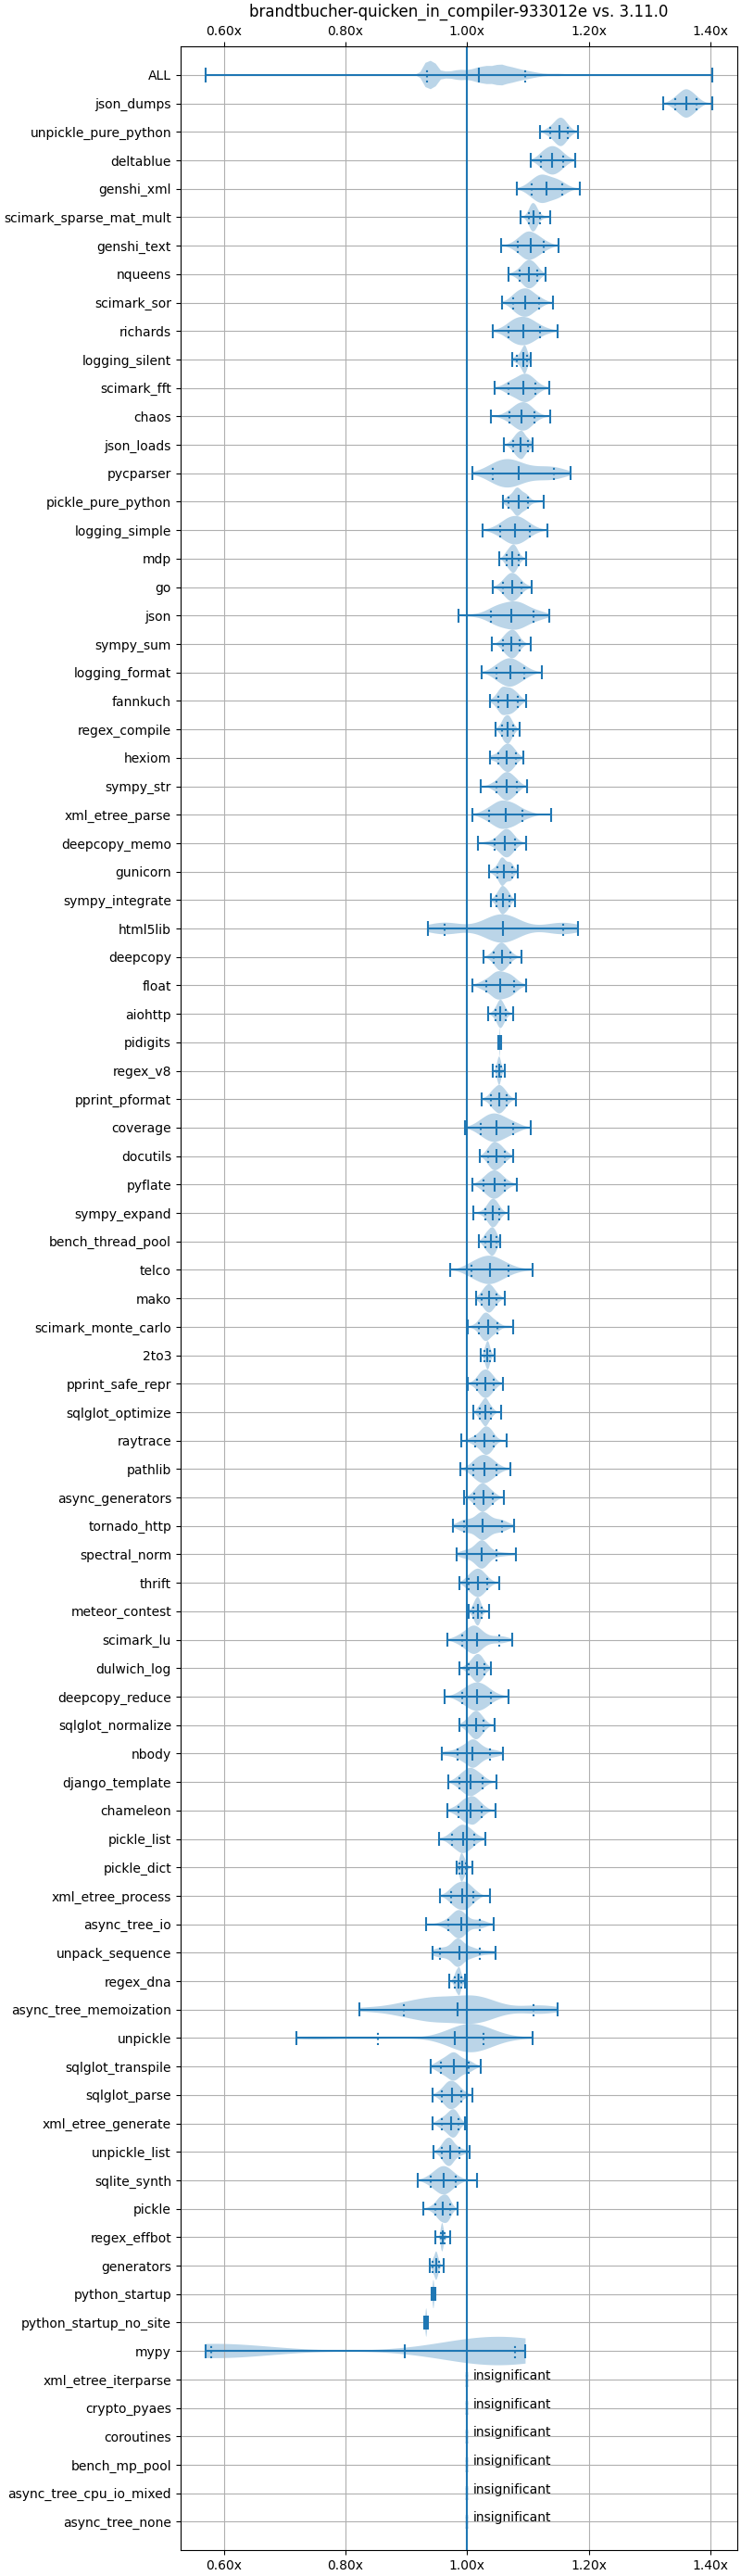 brandtbucher-quicken_in_compiler-933012e vs. 3.11.0
0.60x 0.80x 1.00x 1.20x 1.40x
ALL
json_dumps
unpickle_pure_python
deltablue
genshi_xml
scimark_sparse_mat_mult
genshi_text
nqueens
scimark_sor
richards
logging_silent
scimark_fft
chaos
json_loads
pycparser
pickle_pure_python
logging_simple
mdp
go
json
sympy_sum
logging_format
fannkuch
regex_compile
hexiom
sympy_str
xml_etree_parse
deepcopy_memo
gunicorn
sympy_integrate
html5lib
deepcopy
float
aiohttp
pidigits
regex_v8
pprint_pformat
coverage
docutils
pyflate
sympy_expand
bench_thread_pool
telco
mako
scimark_monte_carlo
2to3
pprint_safe_repr
sqlglot_optimize
raytrace
pathlib
async_generators
tornado_http
spectral_norm
thrift
meteor_contest
scimark_lu
dulwich_log
deepcopy_reduce
sqlglot_normalize
nbody
django_template
chameleon
pickle_list
pickle_dict
xml_etree_process
async_tree_io
unpack_sequence
regex_dna
async_tree_memoization
unpickle
sqlglot_transpile
sqlglot_parse
xml_etree_generate
unpickle_list
sqlite_synth
pickle
regex_effbot
generators
python_startup
python_startup_no_site
mypy
xml_etree_iterparse insignificant
crypto_pyaes insignificant
coroutines insignificant
bench_mp_pool insignificant
async_tree_cpu_io_mixed insignificant
async_tree_none insignificant
0.60x 0.80x 1.00x 1.20x 1.40x